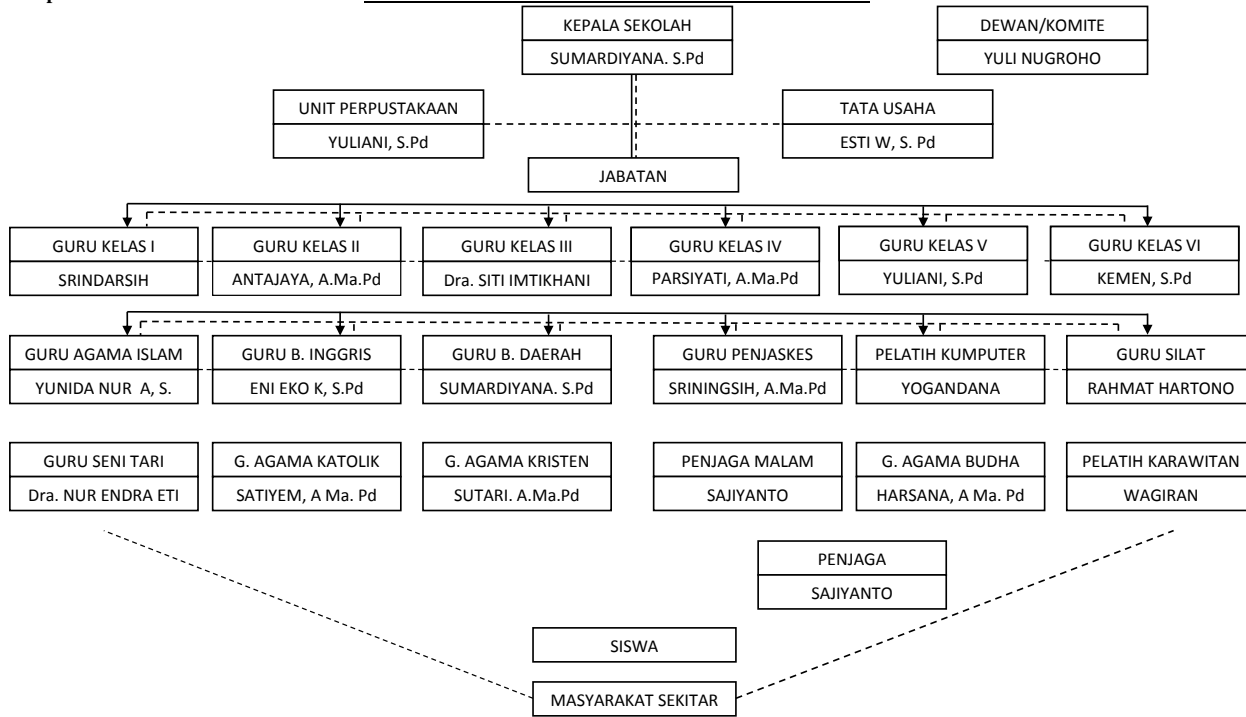 KEPALA SEKOLAH
SUMARDIYANA. S.Pd
DEWAN/KOMITE
YULI NUGROHO
UNIT PERPUSTAKAAN
YULIANI, S.Pd
TATA USAHA
ESTI W, S. Pd
JABATAN
GURU KELAS I
SRINDARSIH
GURU KELAS II
ANTAJAYA, A.Ma.Pd
GURU KELAS III
Dra. SITI IMTIKHANI
GURU KELAS IV
PARSIYATI, A.Ma.Pd
GURU KELAS V
YULIANI, S.Pd
GURU KELAS VI
KEMEN, S.Pd
GURU AGAMA ISLAM
YUNIDA NUR A, S.
GURU B. INGGRIS
ENI EKO K, S.Pd
GURU B. DAERAH
SUMARDIYANA. S.Pd
GURU PENJASKES
SRININGSIH, A.Ma.Pd
PELATIH KUMPUTER
YOGANDANA
GURU SILAT
RAHMAT HARTONO
GURU SENI TARI
Dra. NUR ENDRA ETI
G. AGAMA KATOLIK
SATIYEM, A Ma. Pd
G. AGAMA KRISTEN
SUTARI. A.Ma.Pd
PENJAGA MALAM
SAJIYANTO
G. AGAMA BUDHA
HARSANA, A Ma. Pd
PELATIH KARAWITAN
WAGIRAN
PENJAGA
SAJIYANTO
SISWA
MASYARAKAT SEKITAR